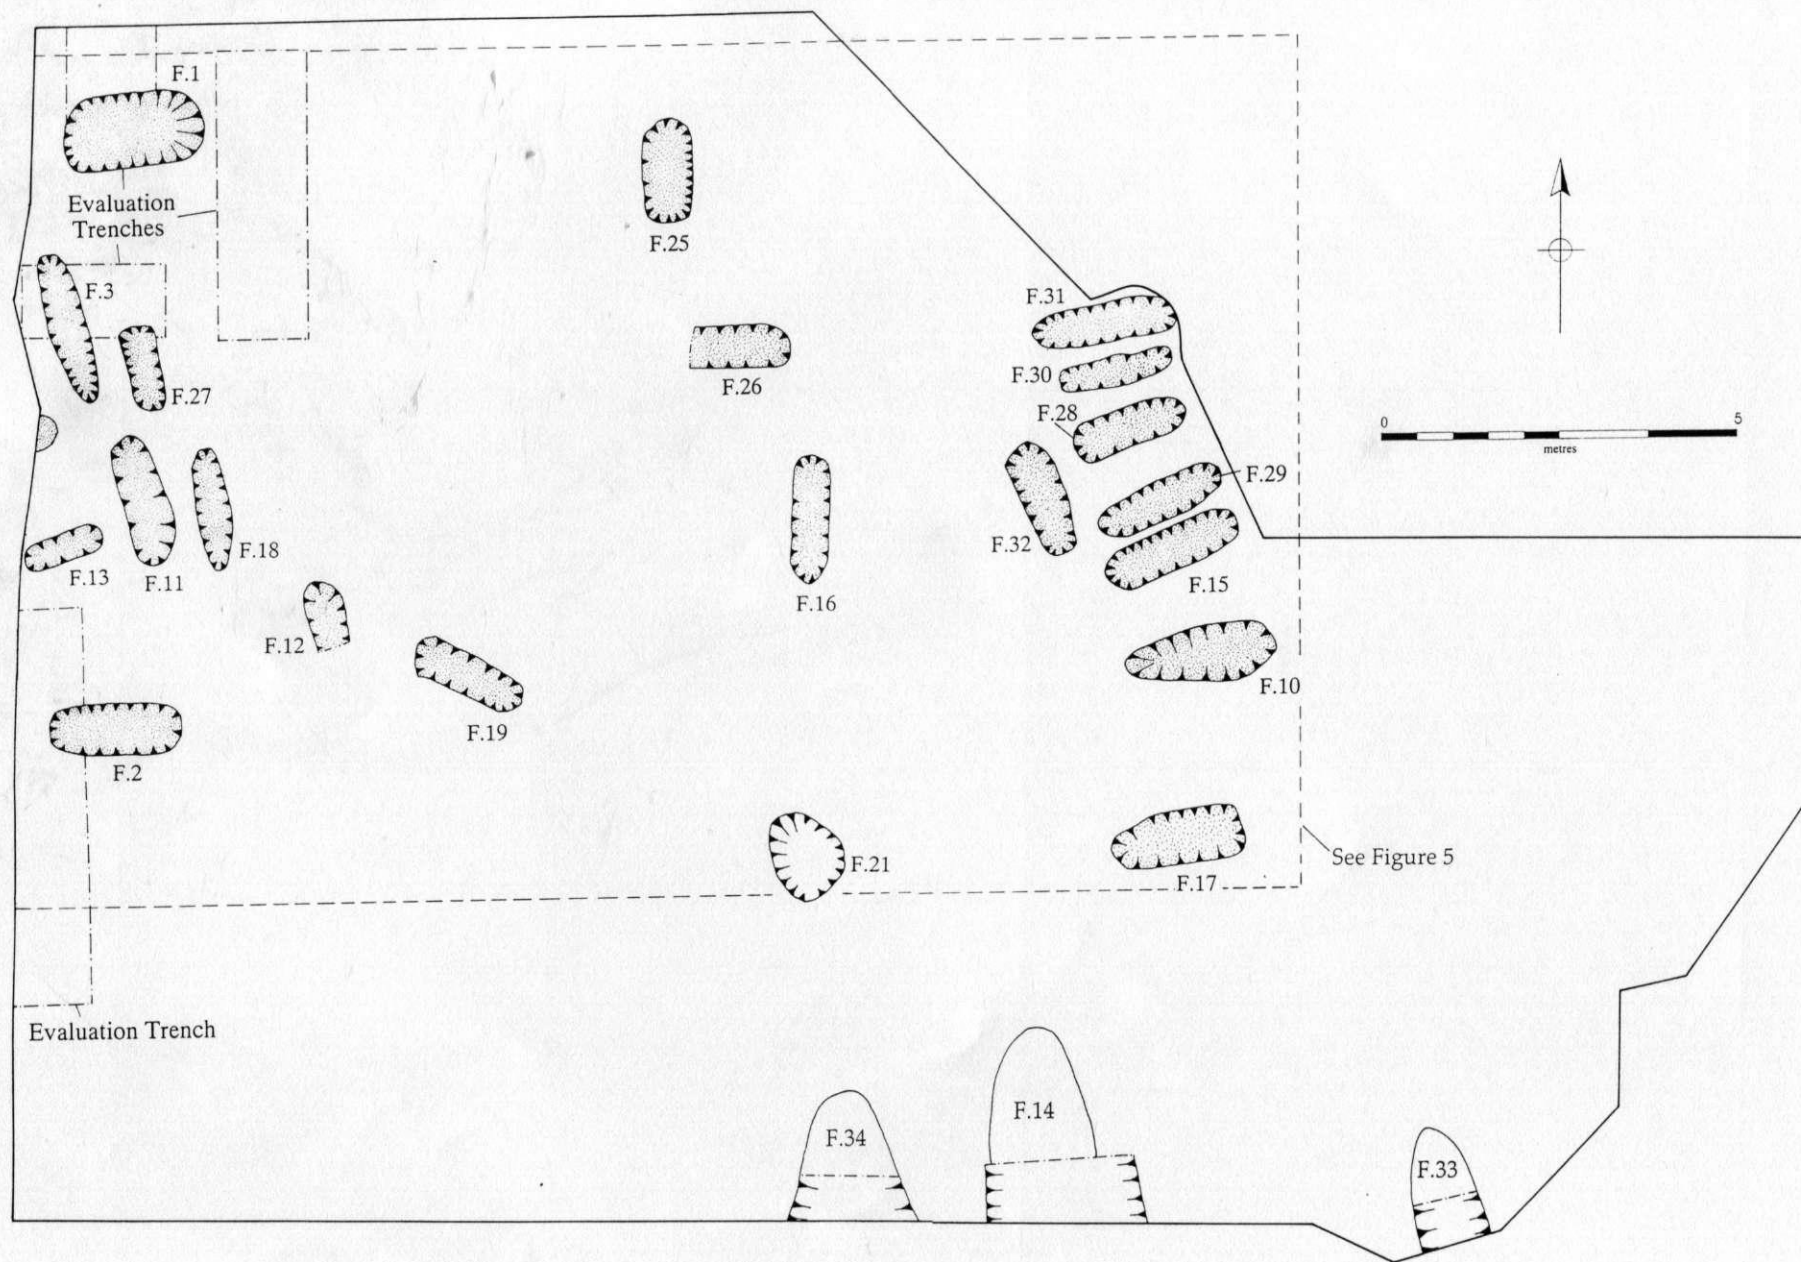 F.1
Evaluation
Trenches
F.25
F.3
F.27
F.31
F.26
F.30
F.28
0 5
metres
F.29
F.18
F.13
F.11
F.32
F.15
F.16
F.12
F.10
F.19
F.2
See Figure 5
F.21
F.17
Evaluation Trench
F.14
F.34
F.33